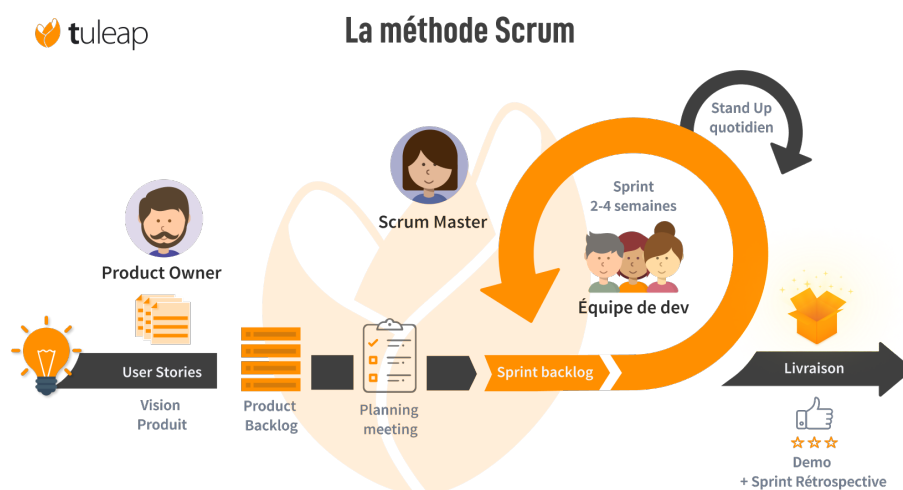 tuleap
La méthode Scrum
Stand Up
quotidien
Sprint
2-4 semaines
Scrum Master
Product Owner
Équipe de dev
User Stories
Sprint backlog
Livraison
Vision
Produit
Product
Backlog
Planning
meeting
Demo
+ Sprint Rétrospective